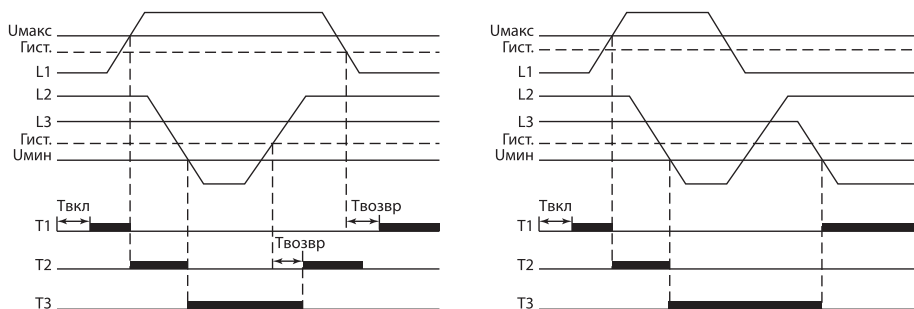 Uмакс
Гист.
L1
L2
L3
Гист.
Uмин
Tвкл
Tвозвр
T1
Tвозвр
T2
T3
Uмакс
Гист.
L1
L2
L3
Гист.
Uмин
Tвкл
T1
T2
T3